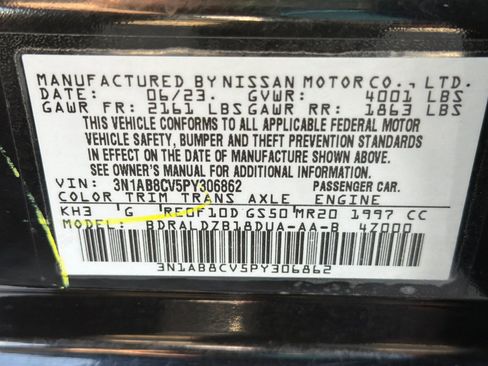 MANUFACTURED BY NISSAN MOTOR CO., LTD.
DATE: 06/23. GVWR: 4001 LBS
GAWR FR: 2161 LBS GAWR RR: 1863 LBS
THIS VEHICLE CONFORMS TO ALL APPLICABLE FEDERAL MOTOR
VEHICLE SAFETY, BUMPER AND THEFT PREVENTION STANDARDS
IN EFFECT ON THE DATE OF MANUFACTURE SHOWN ABOVE.
SEE OWNER'S MANUAL FOR ADDITIONAL INFORMATION.
VIN: 3N1AB8CV5PY306862 PASSENGER CAR.
COLOR TRIM TRANS AXLE ENGINE
KH3 G RE0F10D GS50 MR20 1997 CC
MODEL: BDRALDZB18DUA-AA-B 4Z000
3N1AB8CV5PY306862